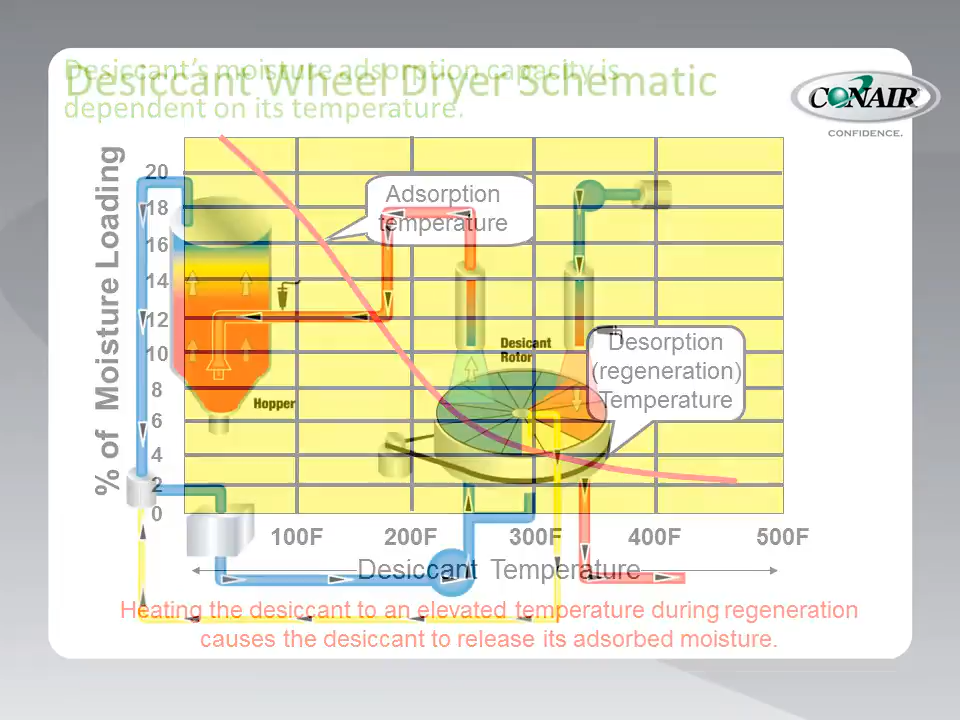 Desiccant's moisture adsorption capacity is
dependent on its temperature.
Desiccant Wheel Dryer Schematic
CONAIR
CONFIDENCE.
% of Moisture Loading
20
18
16
14
12
10
8
6
4
2
0
Adsorption
temperature
Desicant
Rotor
Desorption
(regeneration)
Temperature
Hopper
100F 200F 300F 400F 500F
Desiccant Temperature
Heating the desiccant to an elevated temperature during regeneration
causes the desiccant to release its adsorbed moisture.